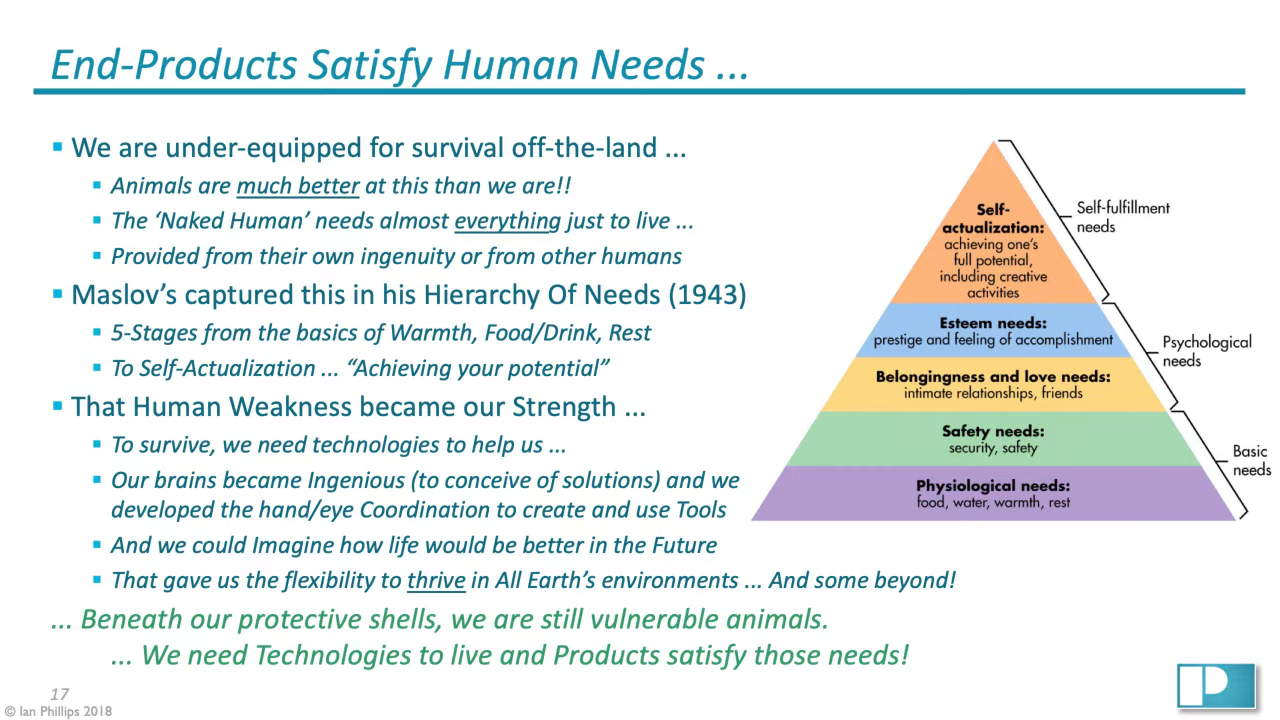 End-Products Satisfy Human Needs ...
▪ We are under-equipped for survival off-the-land ...
▪ Animals are much better at this than we are!!
▪ The ‘Naked Human’ needs almost everything just to live ...
▪ Provided from their own ingenuity or from other humans
▪ Maslov’s captured this in his Hierarchy Of Needs (1943)
▪ 5-Stages from the basics of Warmth, Food/Drink, Rest
▪ To Self-Actualization ... “Achieving your potential”
▪ That Human Weakness became our Strength ...
▪ To survive, we need technologies to help us ...
▪ Our brains became Ingenious (to conceive of solutions) and we
developed the hand/eye Coordination to create and use Tools
▪ And we could Imagine how life would be better in the Future
▪ That gave us the flexibility to thrive in All Earth’s environments ... And some beyond!
... Beneath our protective shells, we are still vulnerable animals.
... We need Technologies to live and Products satisfy those needs!
Self-
actualization:
achieving one’s
full potential,
including creative
activities
Esteem needs:
prestige and feeling of accomplishment
Belongingness and love needs:
intimate relationships, friends
Safety needs:
security, safety
Physiological needs:
food, water, warmth, rest
Self-fulfillment
needs
Psychological
needs
Basic
needs
17
© Ian Phillips 2018
P